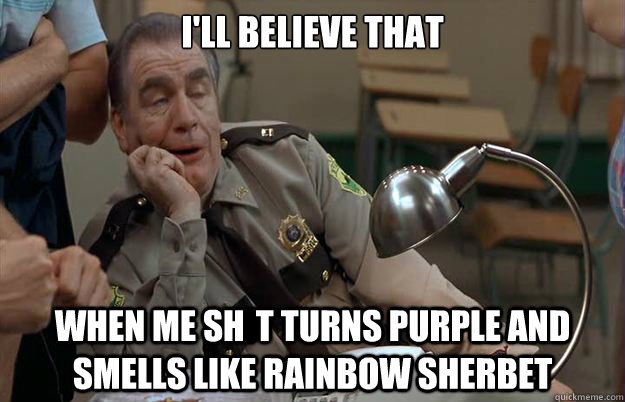 I'LL BELIEVE THAT
WHEN ME SH T TURNS PURPLE AND
SMELLS LIKE RAINBOW SHERBET
quickmeme.com